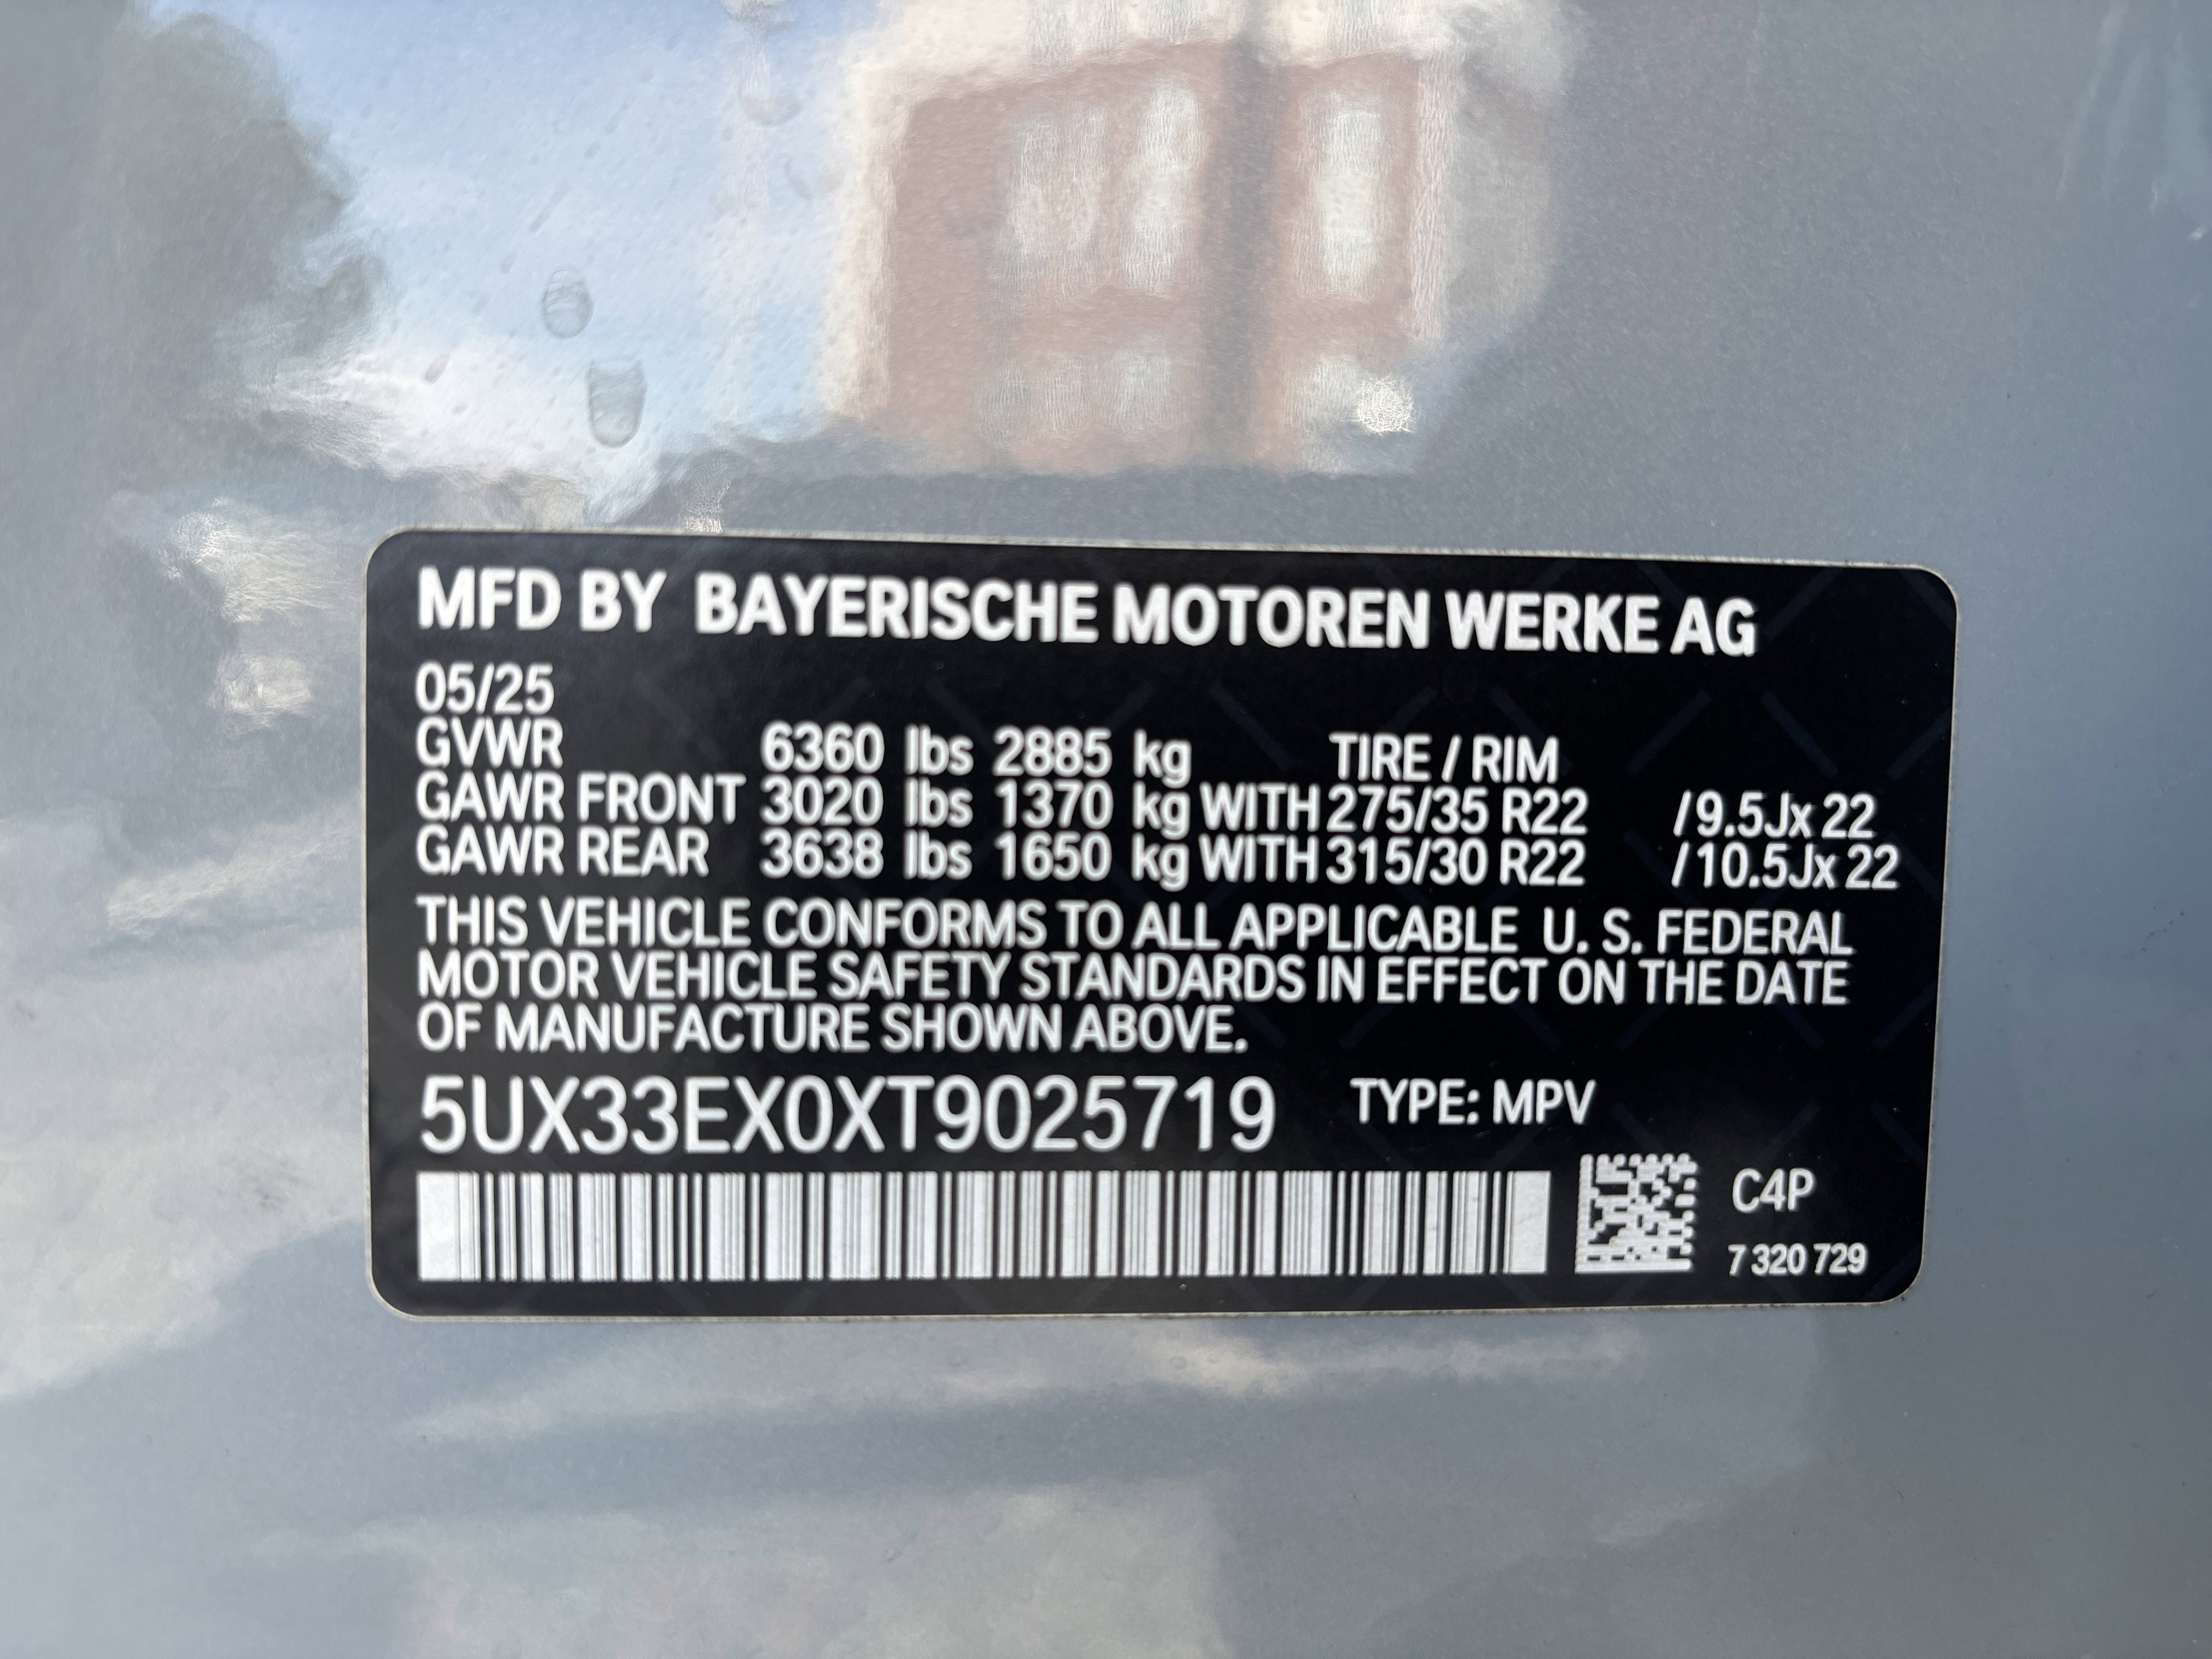 MFD BY BAYERISCHE MOTOREN WERKE AG
05/25
GVWR 6360 lbs 2885 kg TIRE / RIM
GAWR FRONT 3020 lbs 1370 kg WITH 275/35 R22 / 9.5Jx 22
GAWR REAR 3638 lbs 1650 kg WITH 315/30 R22 / 10.5Jx 22
THIS VEHICLE CONFORMS TO ALL APPLICABLE U. S. FEDERAL
MOTOR VEHICLE SAFETY STANDARDS IN EFFECT ON THE DATE
OF MANUFACTURE SHOWN ABOVE.
5UX33EX0XT9025719 TYPE: MPV
C4P
7 320 729